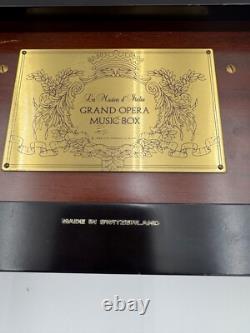 La Musica d' Italia
GRAND OPERA
MUSIC BOX
MADE IN SWITZERLAND